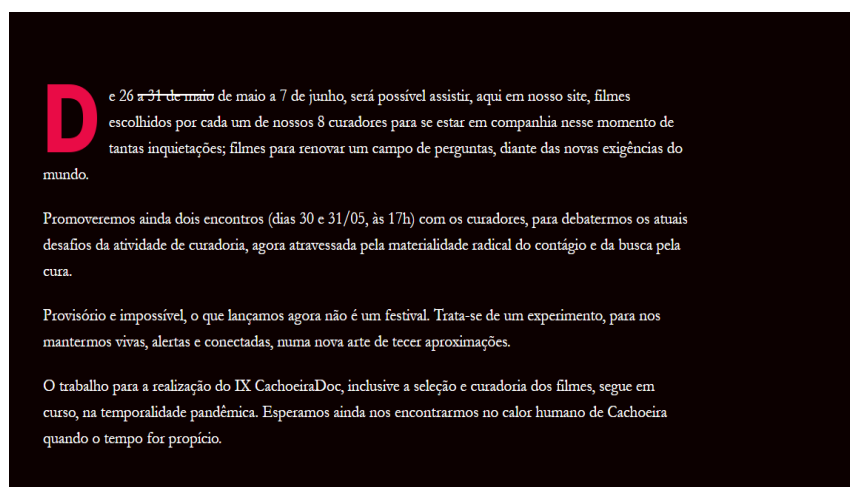 De 26 a 31 de maio de maio a 7 de junho, será possível assistir, aqui em nosso site, filmes
escolhidos por cada um de nossos 8 curadores para se estar em companhia nesse momento de
tantas inquietações; filmes para renovar um campo de perguntas, diante das novas exigências do
mundo.
Promoveremos ainda dois encontros (dias 30 e 31/05, às 17h) com os curadores, para debatermos os atuais
desafios da atividade de curadoria, agora atravessada pela materialidade radical do contágio e da busca pela
cura.
Provisório e impossível, o que lançamos agora não é um festival. Trata-se de um experimento, para nos
mantermos vivas, alertas e conectadas, numa nova arte de tecer aproximações.
O trabalho para a realização do IX CachoeiraDoc, inclusive a seleção e curadoria dos filmes, segue em
curso, na temporalidade pandêmica. Esperamos ainda nos encontrarmos no calor humano de Cachoeira
quando o tempo for propício.